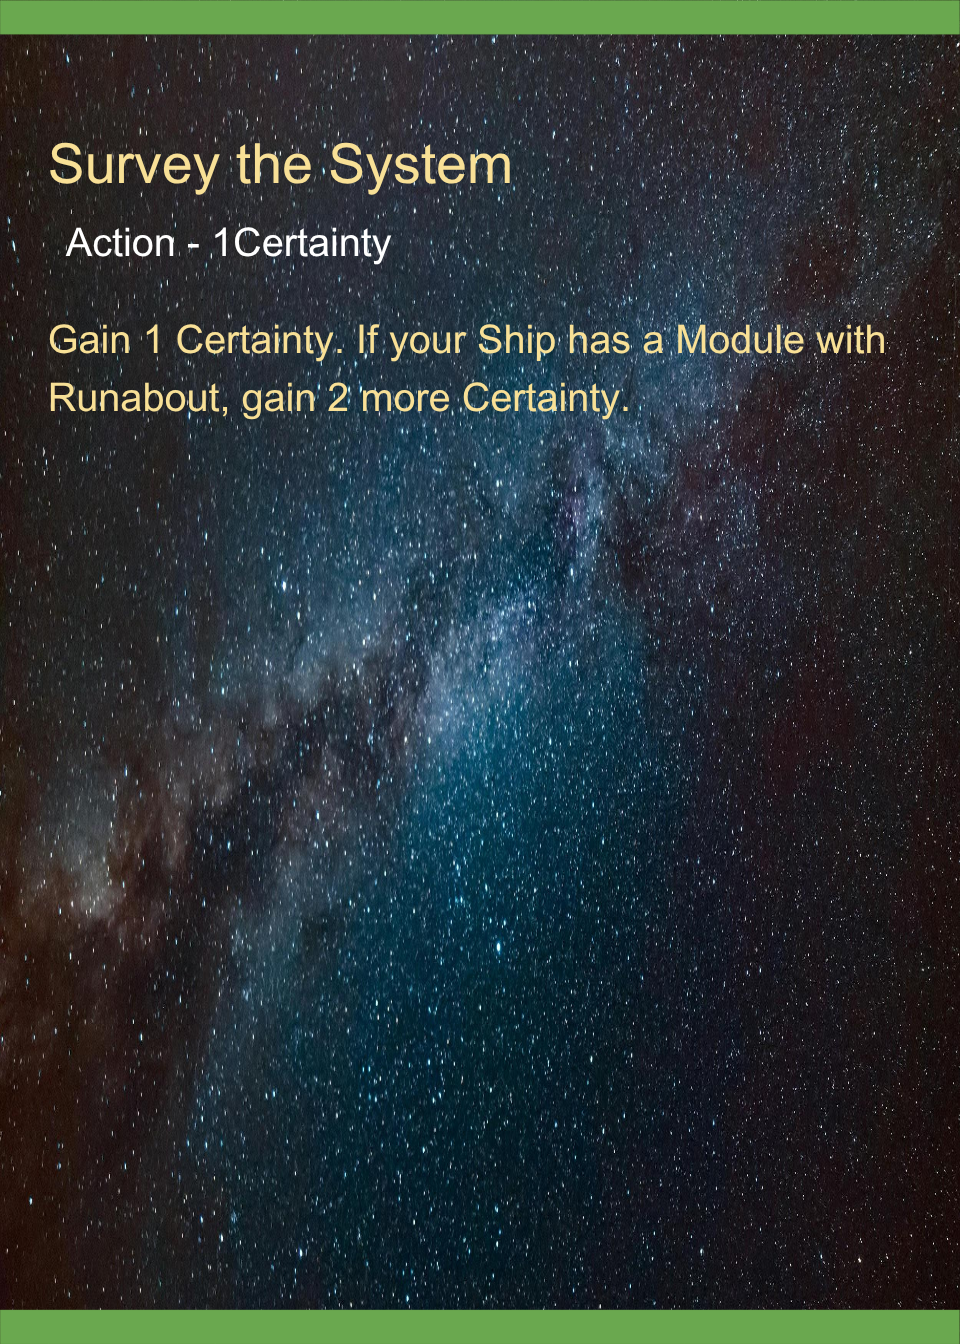 Survey the System
Action - 1Certainty
Gain 1 Certainty. If your Ship has a Module with
Runabout, gain 2 more Certainty.